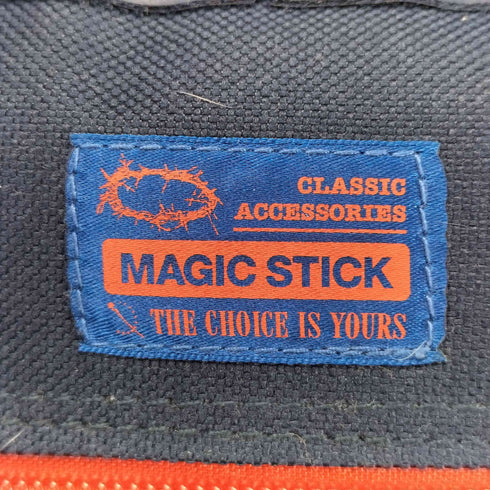 CLASSIC
ACCESSORIES
MAGIC STICK
THE CHOICE IS YOURS